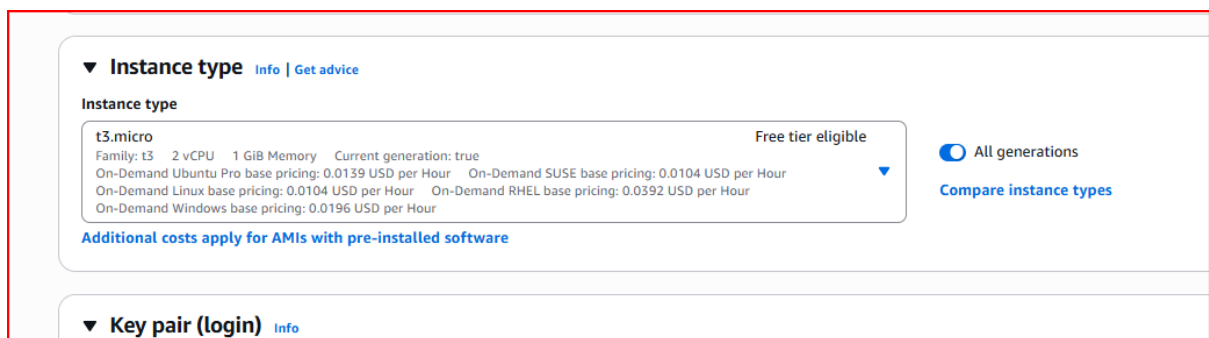 Instance type Info | Get advice
Instance type
t3.micro Free tier eligible
Family: t3 2 vCPU 1 GiB Memory Current generation: true
On-Demand Ubuntu Pro base pricing: 0.0139 USD per Hour On-Demand SUSE base pricing: 0.0104 USD per Hour
On-Demand Linux base pricing: 0.0104 USD per Hour On-Demand RHEL base pricing: 0.0392 USD per Hour
On-Demand Windows base pricing: 0.0196 USD per Hour
All generations
Compare instance types
Additional costs apply for AMIs with pre-installed software
Key pair (login) Info